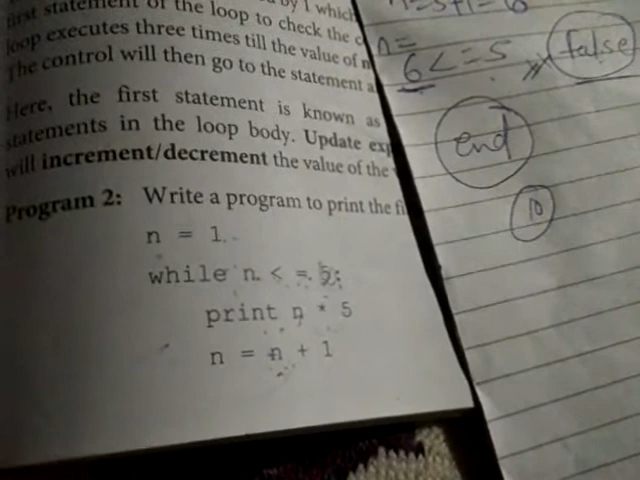 first statement of the loop to check the
loop executes three times till the value of n
The control will then go to the statement
Here, the first statement is known as
statements in the loop body. Update exp
will increment/decrement the value of the
Program 2: Write a program to print the fi
n = 1
while n < = 5:
print n * 5
n = n + 1
n=
6<=5
false
end
10